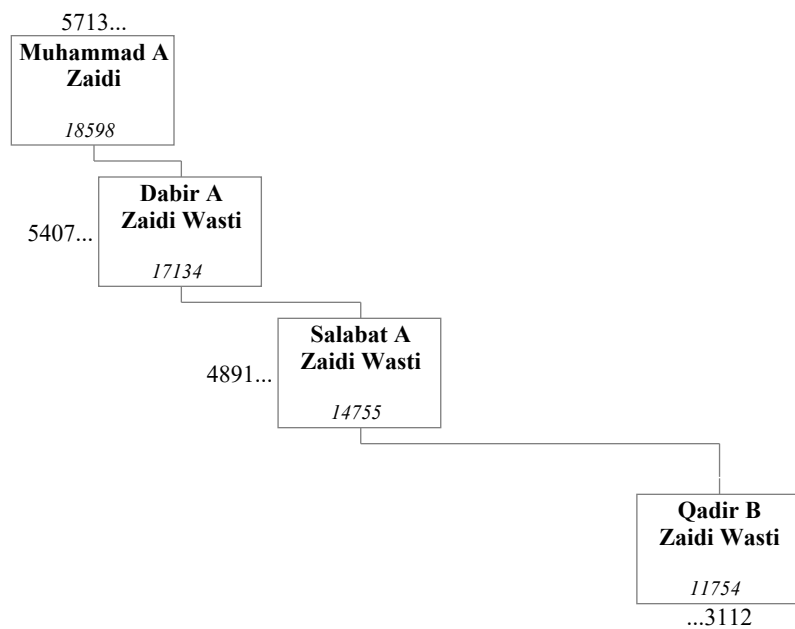 5713...
Muhammad A
Zaidi
18598
Dabir A
Zaidi Wasti
5407...
17134
Salabat A
Zaidi Wasti
4891...
14755
Qadir B
Zaidi Wasti
11754
...3112